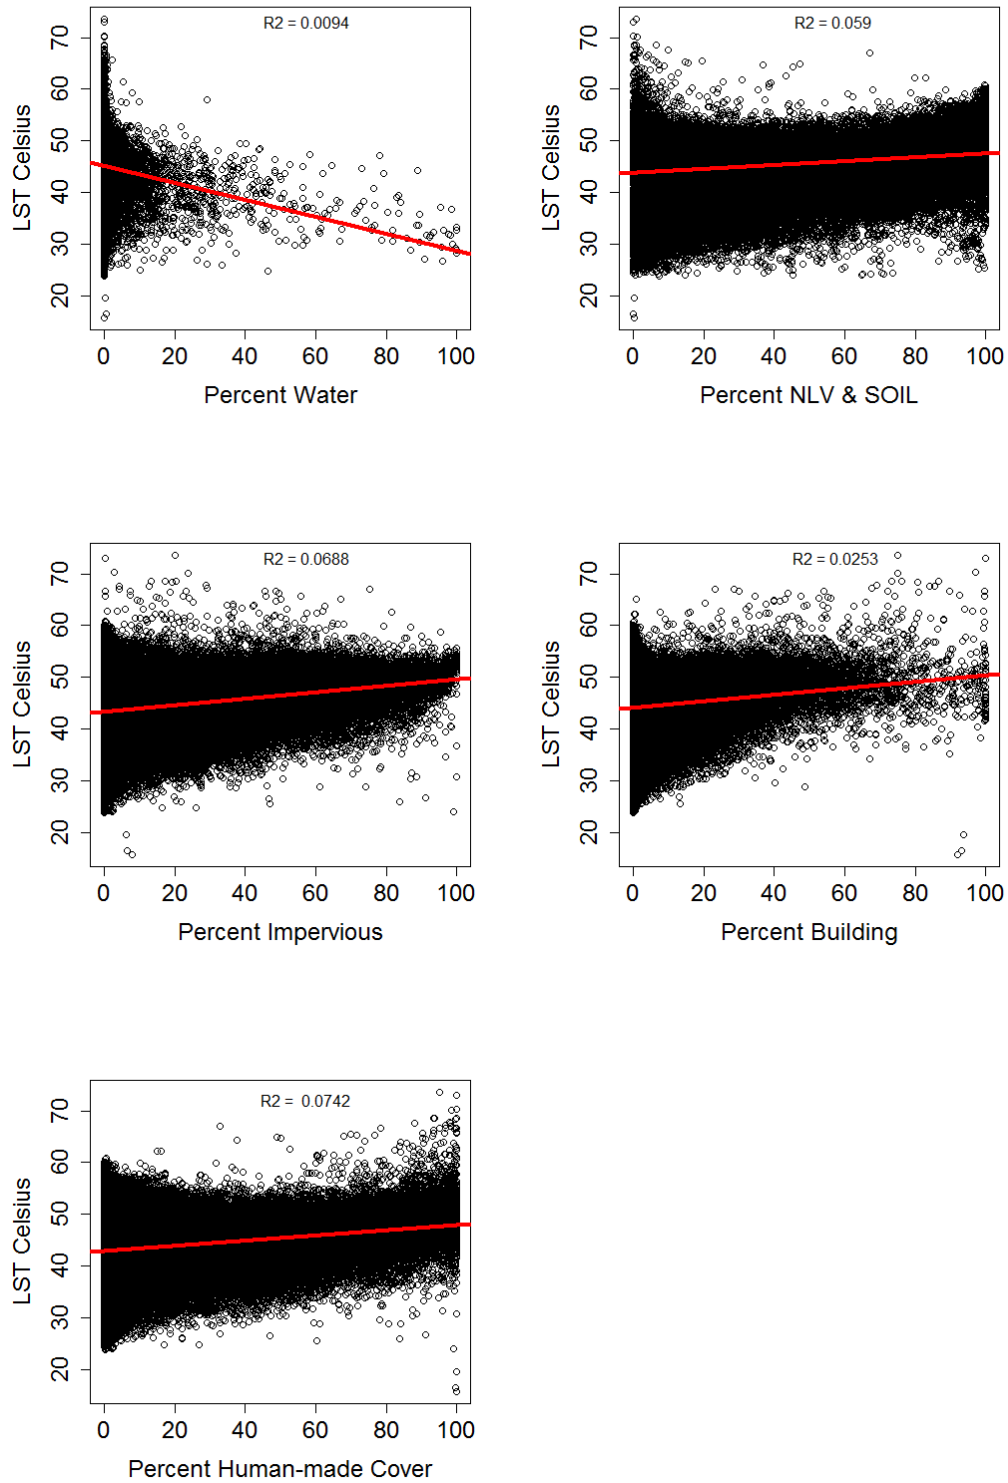 R2 = 0.0094
70
60
50
40
30
20
LST Celsius
0 20 40 60 80 100
Percent Water
R2 = 0.059
70
60
50
40
30
20
LST Celsius
0 20 40 60 80 100
Percent NLV & SOIL
R2 = 0.0688
70
60
50
40
30
20
LST Celsius
0 20 40 60 80 100
Percent Impervious
R2 = 0.0253
70
60
50
40
30
20
LST Celsius
0 20 40 60 80 100
Percent Building
R2 = 0.0742
70
60
50
40
30
20
LST Celsius
0 20 40 60 80 100
Percent Human-made Cover